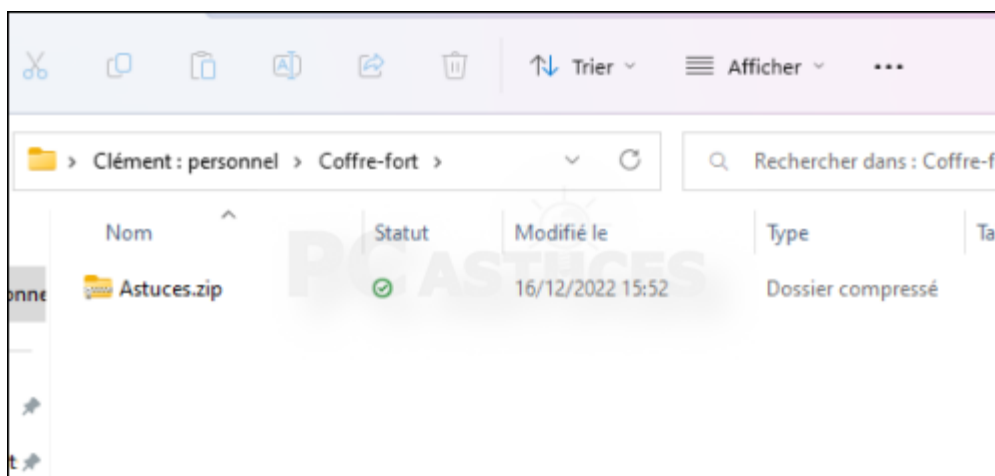 Trier Afficher
Clément : personnel > Coffre-fort > Rechercher dans : Coffre-f
Nom Statut Modifié le Type Ta
onne Astuces.zip 16/12/2022 15:52 Dossier compressé
PC ASTUCES
t